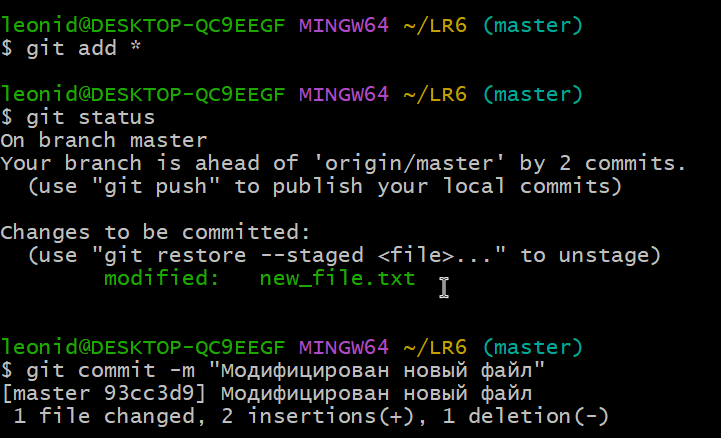 leonid@DESKTOP-QC9EEGF MINGW64 ~/LR6 (master)
$ git add *
leonid@DESKTOP-QC9EEGF MINGW64 ~/LR6 (master)
$ git status
On branch master
Your branch is ahead of 'origin/master' by 2 commits.
  (use "git push" to publish your local commits)
Changes to be committed:
  (use "git restore --staged <file>..." to unstage)
        modified:   new_file.txt
leonid@DESKTOP-QC9EEGF MINGW64 ~/LR6 (master)
$ git commit -m "Модифицирован новый файл"
[master 93cc3d9] Модифицирован новый файл
 1 file changed, 2 insertions(+), 1 deletion(-)